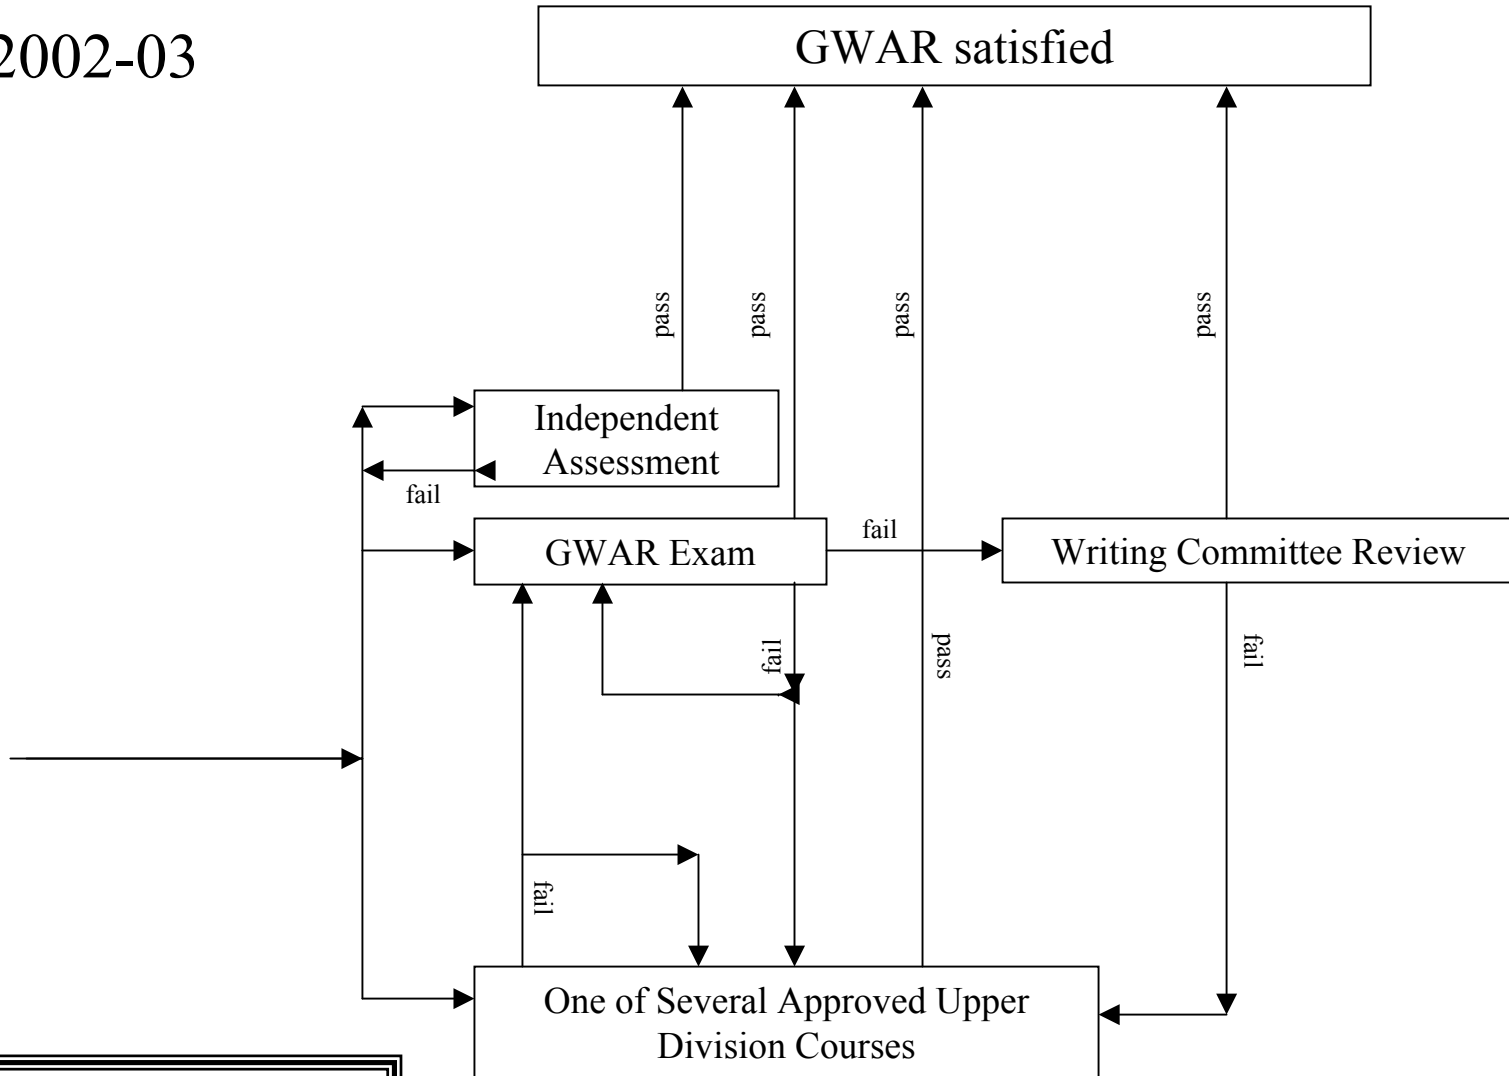 2002-03
GWAR satisfied
pass
pass
pass
pass
Independent
Assessment
fail
GWAR Exam
fail
Writing Committee Review
fail
pass
fail
fail
One of Several Approved Upper
Division Courses